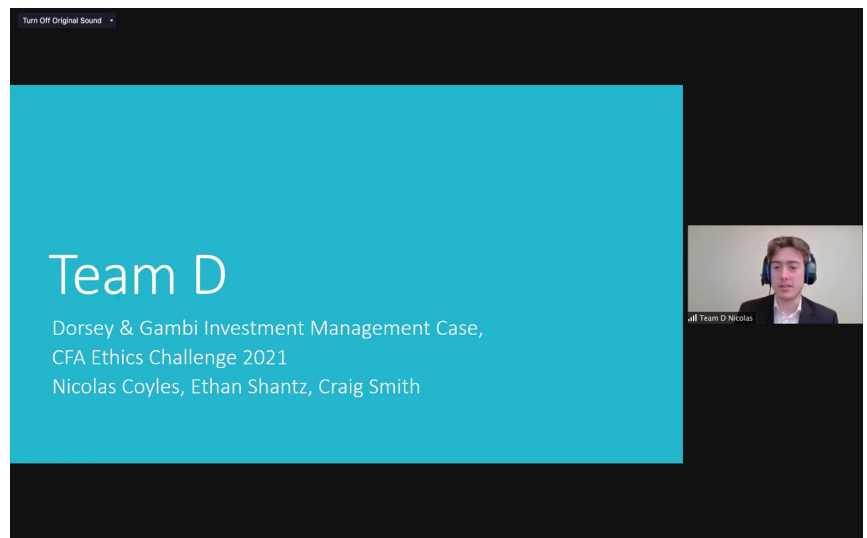 Turn Off Original Sound
Team D
Dorsey & Gambi Investment Management Case,
CFA Ethics Challenge 2021
Nicolas Coyles, Ethan Shantz, Craig Smith
Team D Nicolas